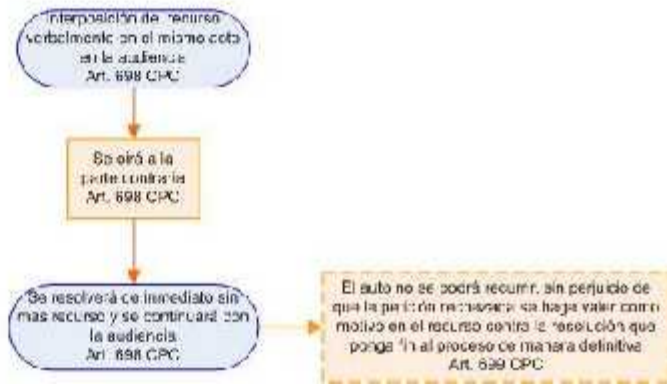 Interposición del recurso
verbalmente en el mismo acto
en la audiencia
Art. 698 CPC
Se oirá a la
parte contraria
Art. 698 CPC
Se resolverá de inmediato sin
mas recurso y se continuará con
la audiencia
Art. 698 CPC
El auto no se podrá recurrir, sin perjuicio de
que la petición rechazada se haga valer como
motivo en el recurso contra la resolución que
ponga fin al proceso de manera definitiva
Art. 699 CPC